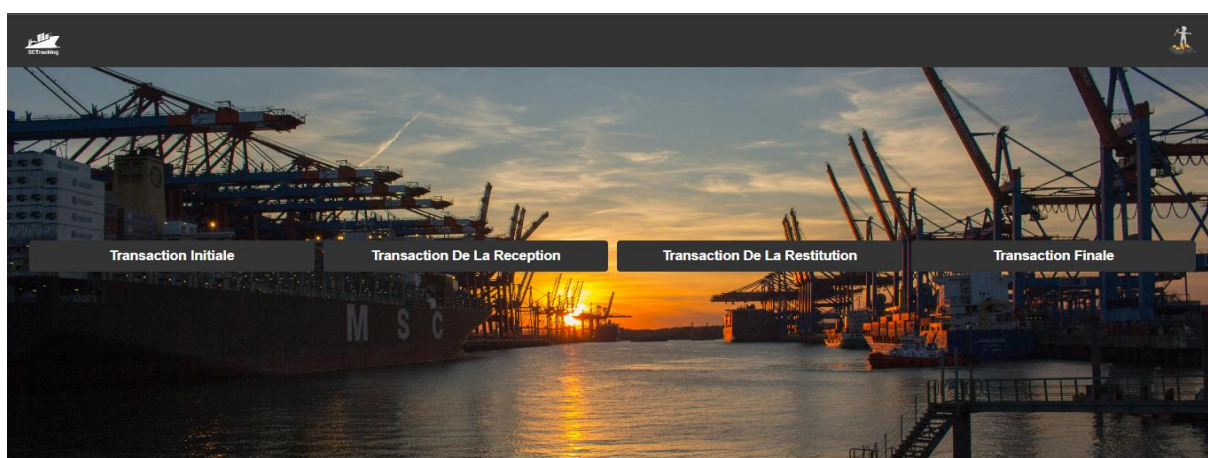 SCTracking
Transaction Initiale
Transaction De La Reception
Transaction De La Restitution
Transaction Finale
M S C